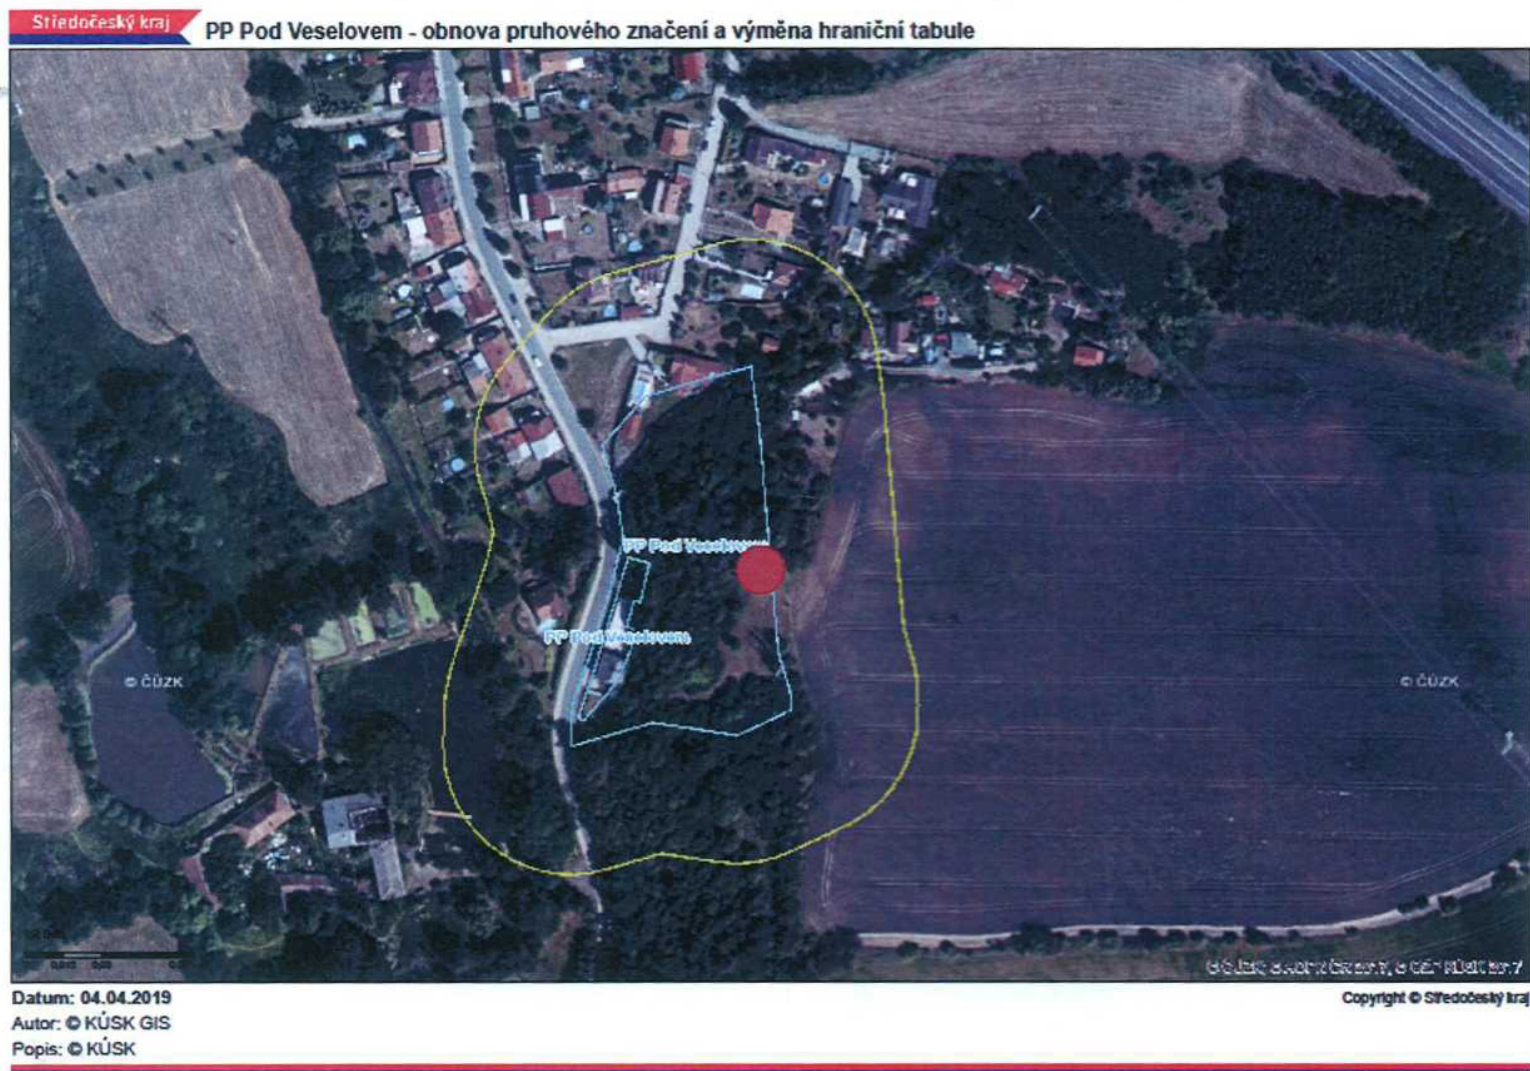 Středočeský kraj
PP Pod Veselovem - obnova pruhového značení a výměna hraniční tabule
PP Pod Veselovem
PP Pod Veselovem
© ČÚZK
© ČÚZK
Datum: 04.04.2019
Copyright © Středočeský kraj
Autor: © KÚSK GIS
Popis: © KÚSK